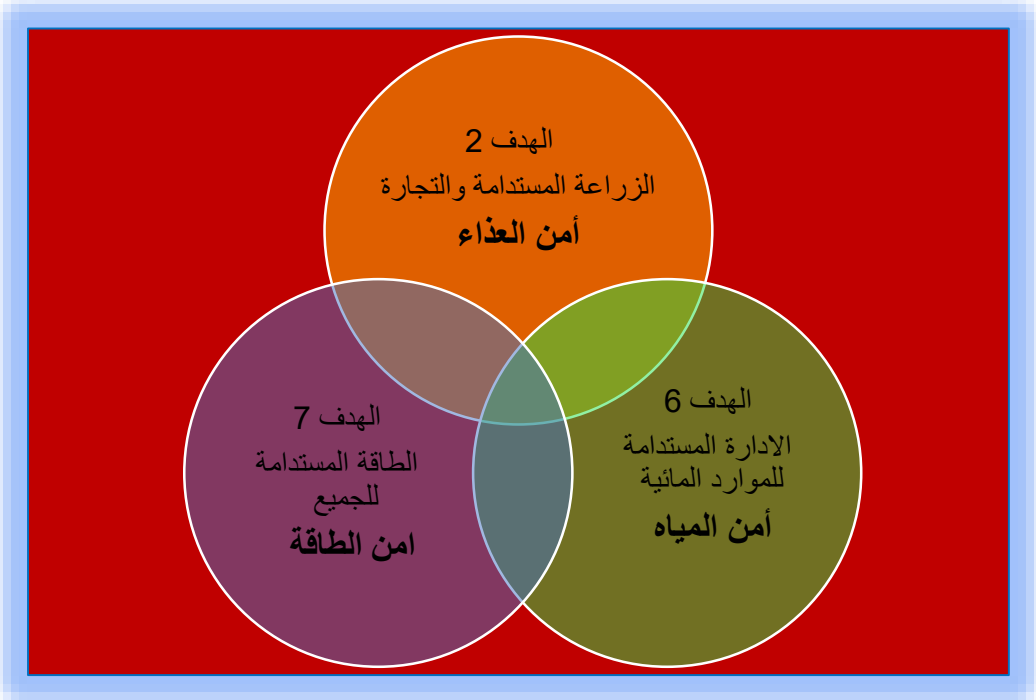 الهدف 2
الزراعة المستدامة والتجارة
أمن العذاء
الهدف 6
الادارة المستدامة
للموارد المائية
أمن المياه
الهدف 7
الطاقة المستدامة
للجميع
امن الطاقة